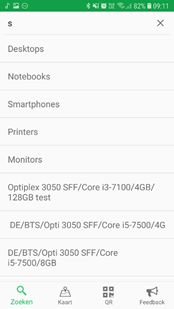 82% 09:11
s
Desktops
Notebooks
Smartphones
Printers
Monitors
Optiplex 3050 SFF/Core i3-7100/4GB/
128GB test
DE/BTS/Opti 3050 SFF/Core i5-7500/4G
DE/BTS/Opti 3050 SFF/Core
i5-7500/8GB
Zoeken
Kaart
QR
Feedback